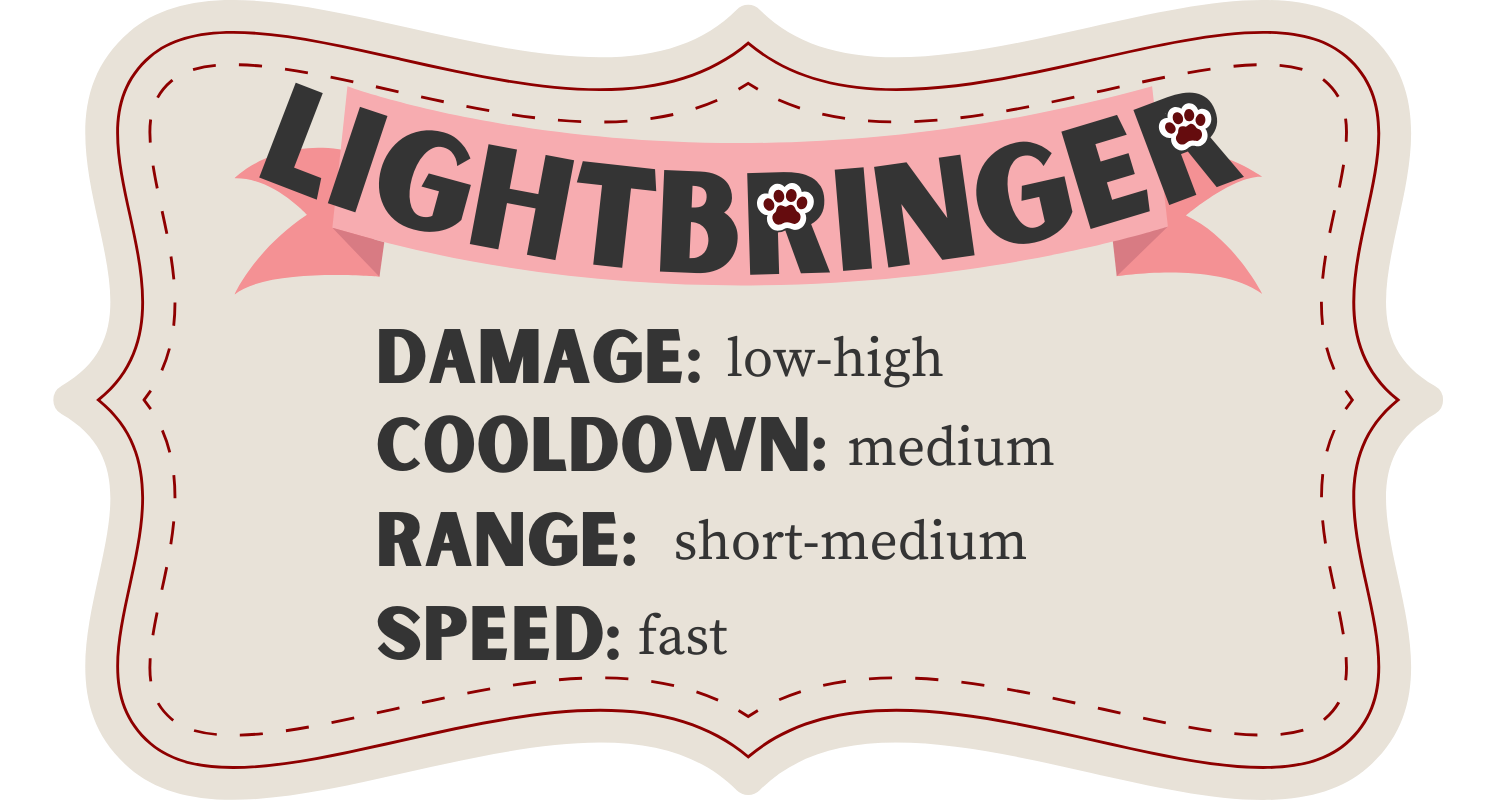 LIGHTBRINGER
DAMAGE: low-high
COOLDOWN: medium
RANGE: short-medium
SPEED: fast